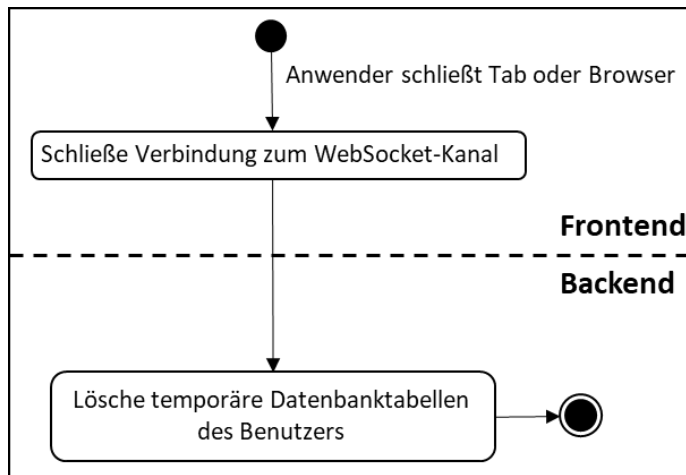 Anwender schließt Tab oder Browser
Schließe Verbindung zum WebSocket-Kanal
Frontend
Backend
Lösche temporäre Datenbanktabellen
des Benutzers